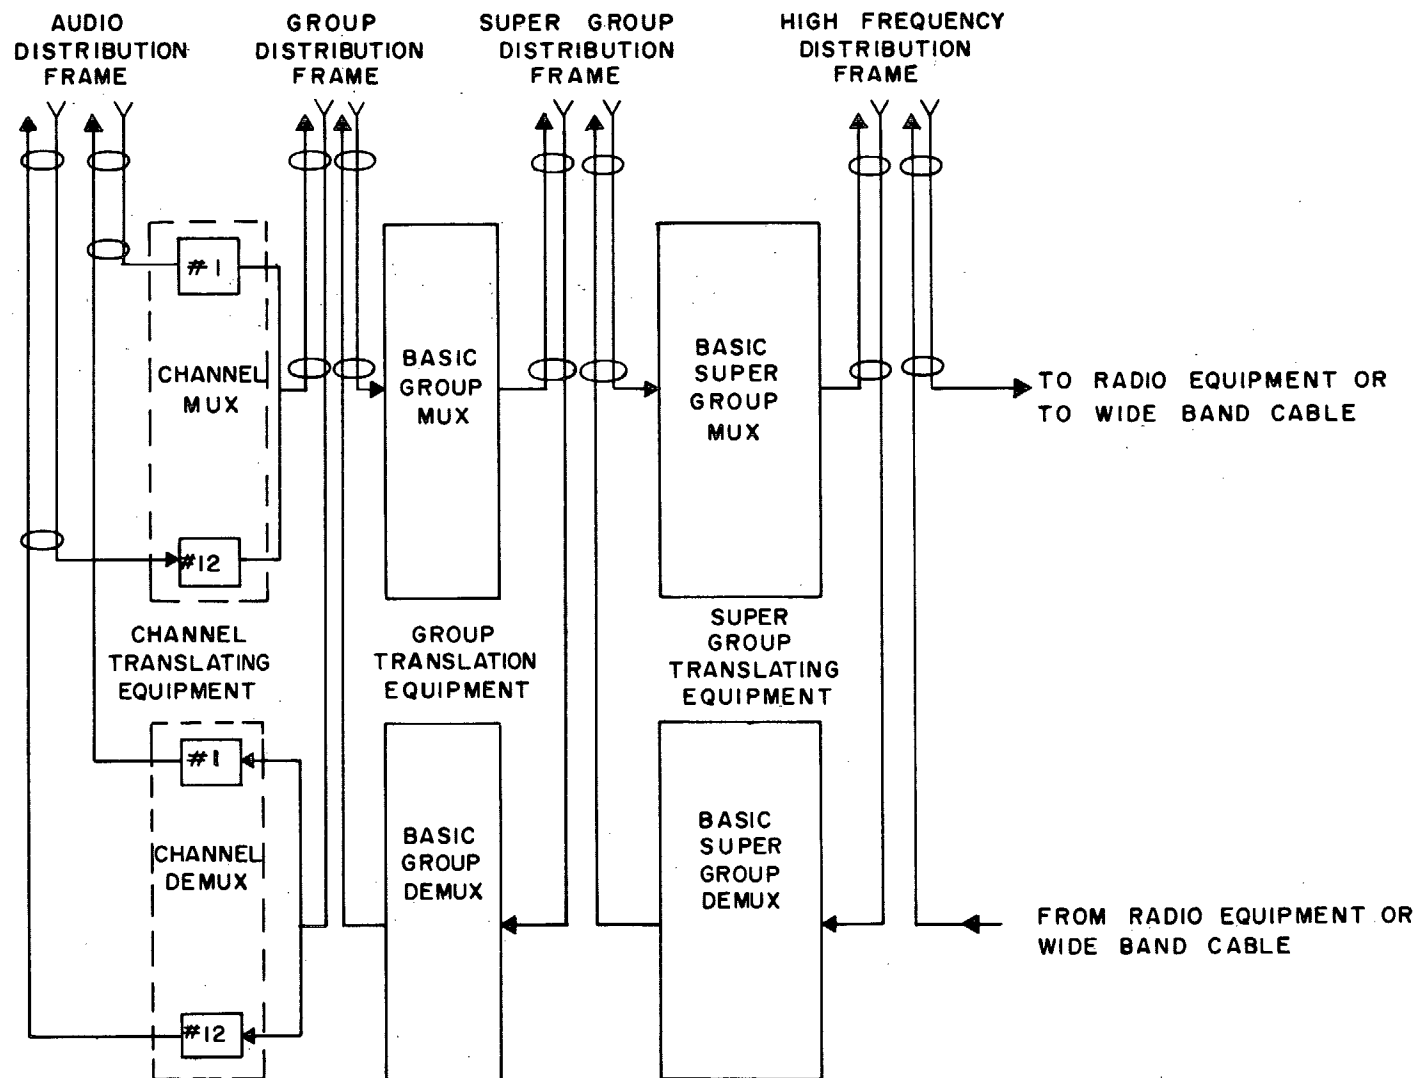 AUDIO
DISTRIBUTION
FRAME
GROUP
DISTRIBUTION
FRAME
SUPER GROUP
DISTRIBUTION
FRAME
HIGH FREQUENCY
DISTRIBUTION
FRAME
#1
CHANNEL
MUX
#12
BASIC
GROUP
MUX
BASIC
SUPER
GROUP
MUX
TO RADIO EQUIPMENT OR
TO WIDE BAND CABLE
CHANNEL
TRANSLATING
EQUIPMENT
GROUP
TRANSLATION
EQUIPMENT
SUPER
GROUP
TRANSLATING
EQUIPMENT
#1
CHANNEL
DEMUX
#12
BASIC
GROUP
DEMUX
BASIC
SUPER
GROUP
DEMUX
FROM RADIO EQUIPMENT OR
WIDE BAND CABLE